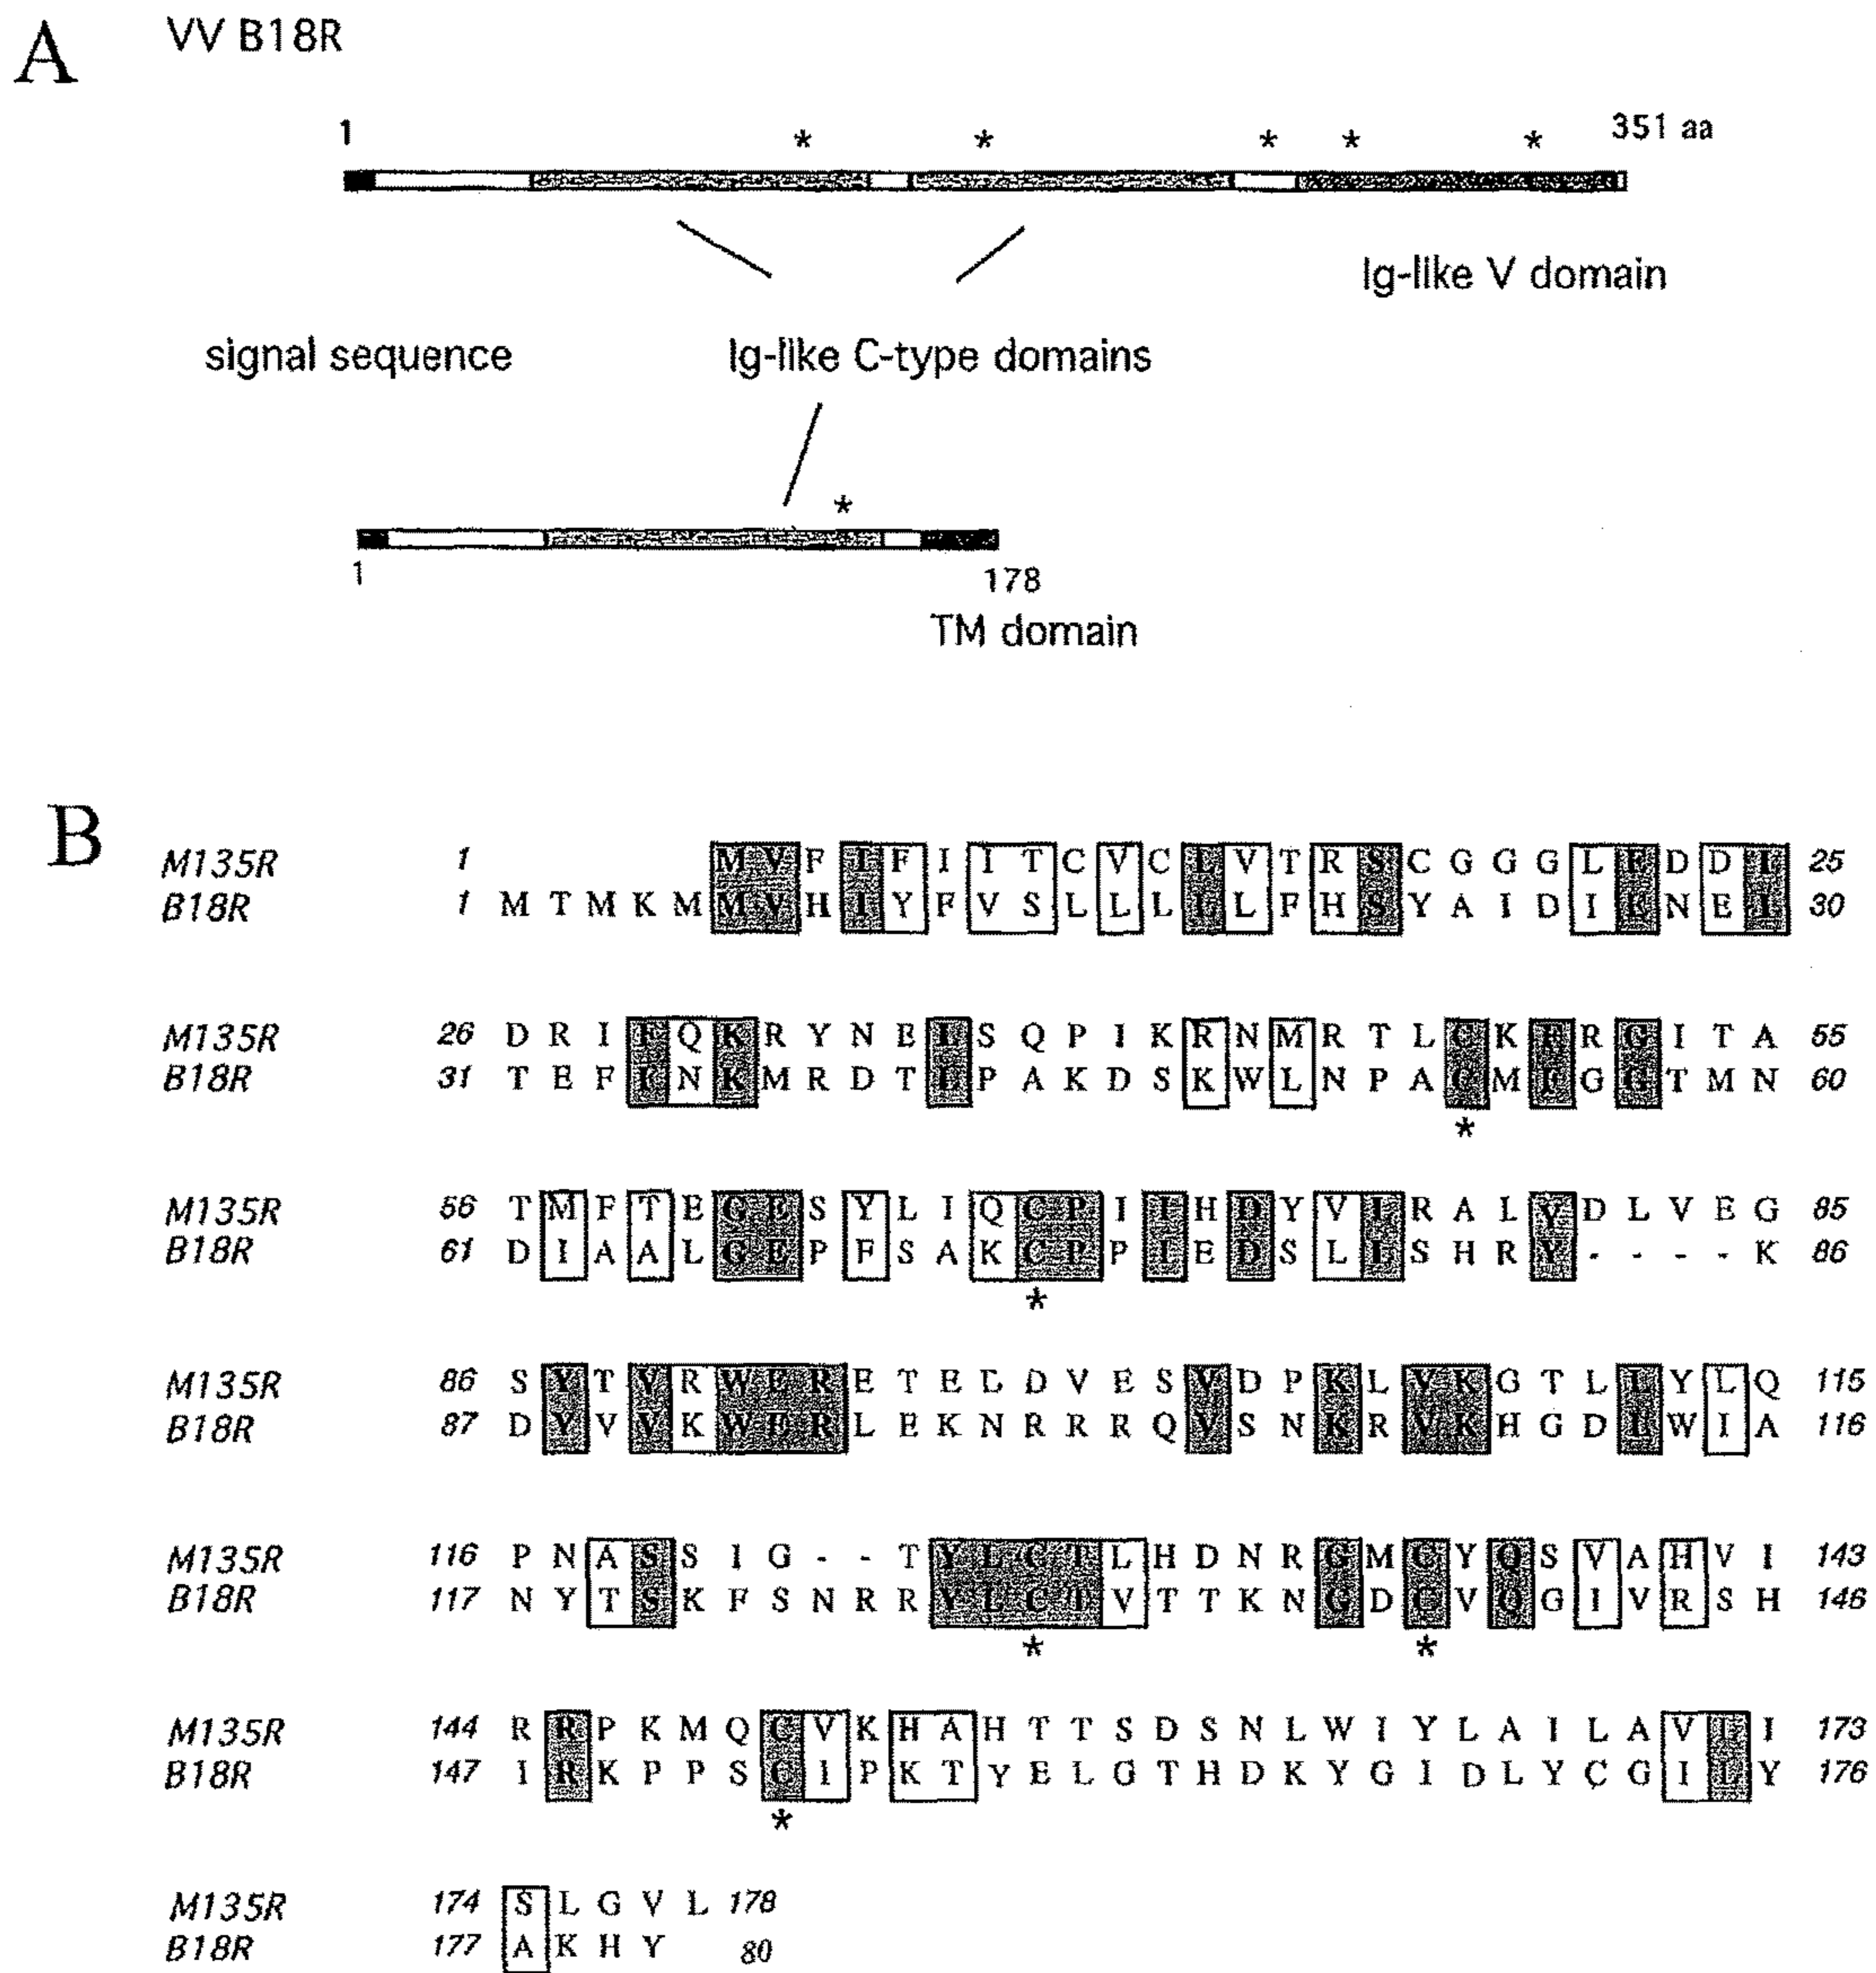 A
VV B18R
1 * * * * * 351 aa
Ig-like V domain
signal sequence Ig-like C-type domains
*
1 178
TM domain
B
M135R 1 M V F I F I I T C V C L V T R S C G G G L E D D I 25
B18R 1 M T M K M M V H I Y F V S L L L L L F H S Y A I D I E N E I 30
M135R 26 D R I F Q K R Y N E L S Q P I K R N M R T L C K F R G I T A 55
B18R 31 T E F F N K M R D T L P A K D S K W L N P A C M F G G T M N 60
*
M135R 56 T M F T E G E S Y L I Q C P I I H D Y V L R A L Y D L V E G 85
B18R 61 D I A A L G E P F S A K C P P I E D S L L S H R Y - - - - K 86
*
M135R 86 S Y T V R W E R E T E L D V E S V D P K L V K G T L L Y L Q 115
B18R 87 D Y V V K W E R L E K N R R R Q V S N K R V K H G D L W I A 116
M135R 116 P N A S S I G - - T Y L C T L H D N R G M C Y Q S V A H V I 143
B18R 117 N Y T S K F S N R R Y L C T V T T K N G D C V Q G I V R S H 146
* *
M135R 144 R R P K M Q C V K H A H T T S D S N L W I Y L A I L A V L I 173
B18R 147 I R K P P S C I P K T Y E L G T H D K Y G I D L Y C G I L Y 176
*
M135R 174 S L G V L 178
B18R 177 A K H Y 80